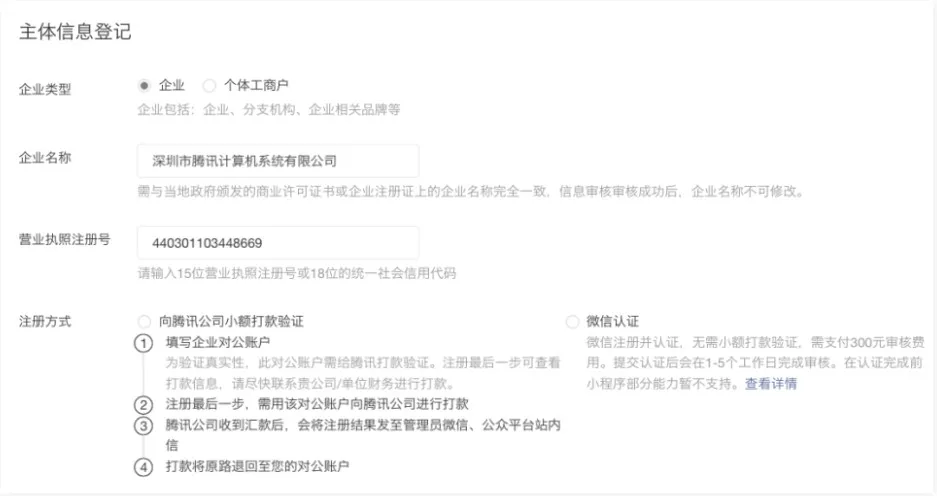 主体信息登记
企业类型
企业 个体工商户
企业包括：企业、分支机构、企业相关品牌等
企业名称
深圳市腾讯计算机系统有限公司
需与当地政府颁发的商业许可证书或企业注册证上的企业名称完全一致，信息审核审核成功后，企业名称不可修改。
营业执照注册号
440301103448669
请输入15位营业执照注册号或18位的统一社会信用代码
注册方式
向腾讯公司小额打款验证
1 填写企业对公账户
为验证真实性，此对公账户需给腾讯打款验证。注册最后一步可查看
打款信息，请尽快联系贵公司/单位财务进行打款。
2 注册最后一步，需用该对公账户向腾讯公司进行打款
3 腾讯公司收到汇款后，会将注册结果发至管理员微信、公众平台站内
信
4 打款将原路退回至您的对公账户
微信认证
微信注册并认证，无需小额打款验证，需支付300元审核费
用。提交认证后会在1-5个工作日完成审核。在认证完成前
小程序部分能力暂不支持。查看详情